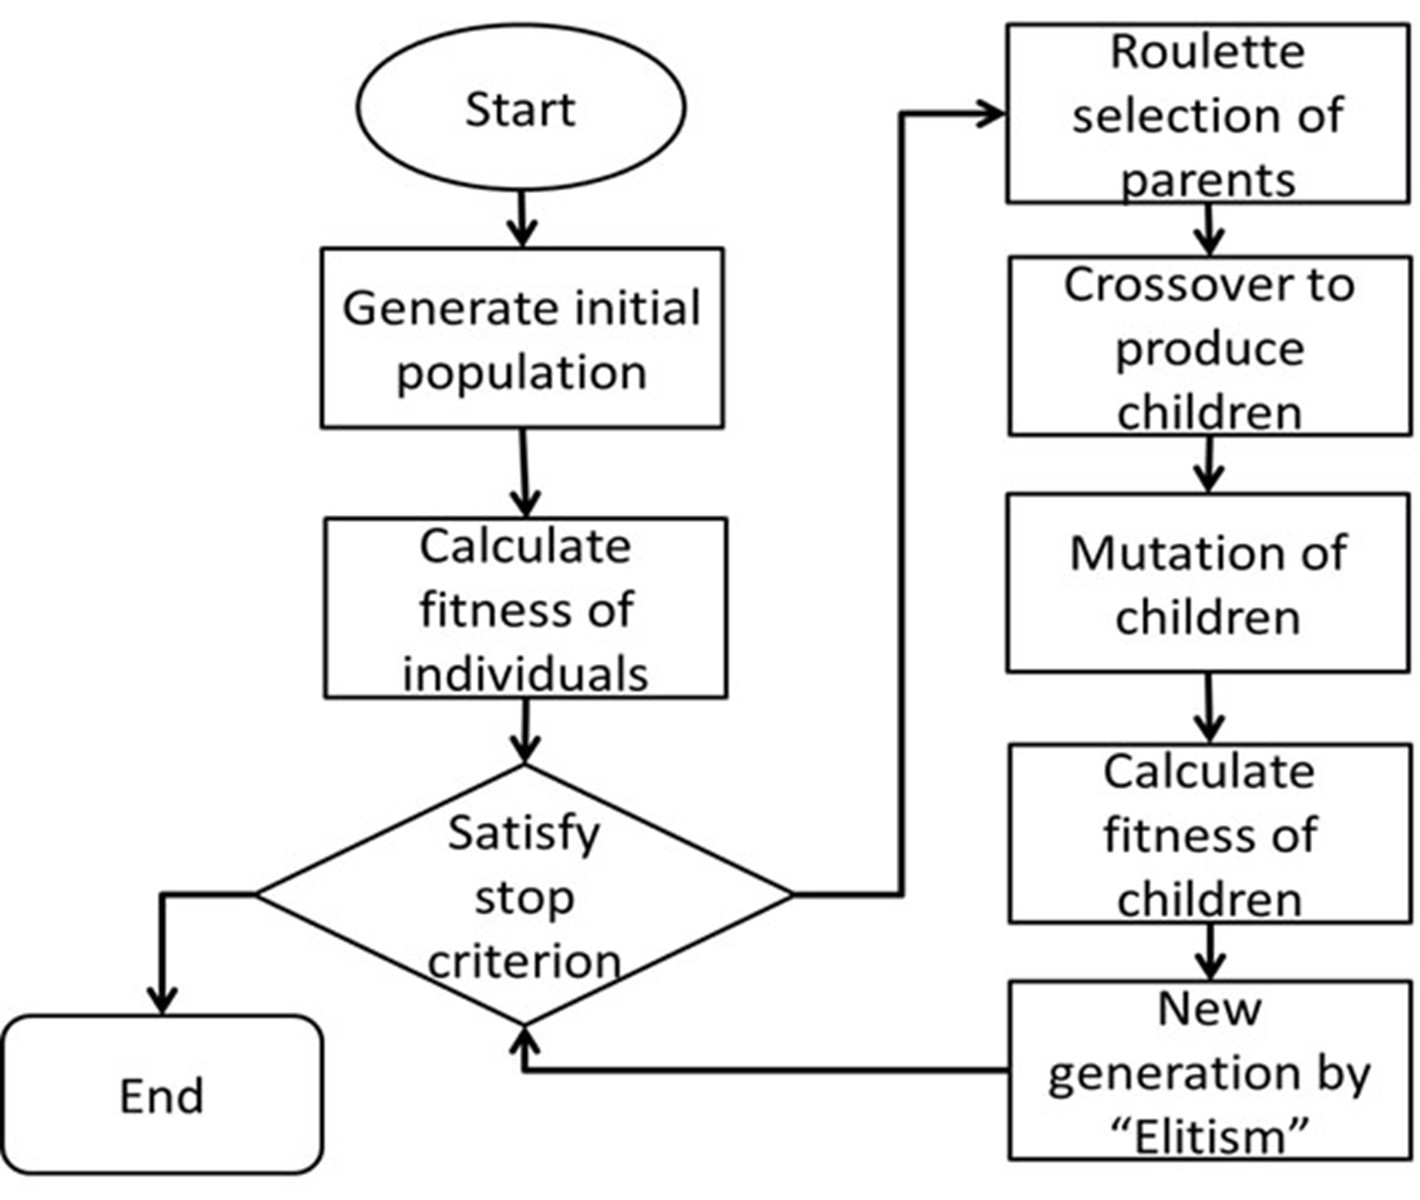 Start
Generate initial
population
Calculate
fitness of
individuals
Satisfy
stop
criterion
End
Roulette
selection of
parents
Crossover to
produce
children
Mutation of
children
Calculate
fitness of
children
New
generation by
“Elitism”